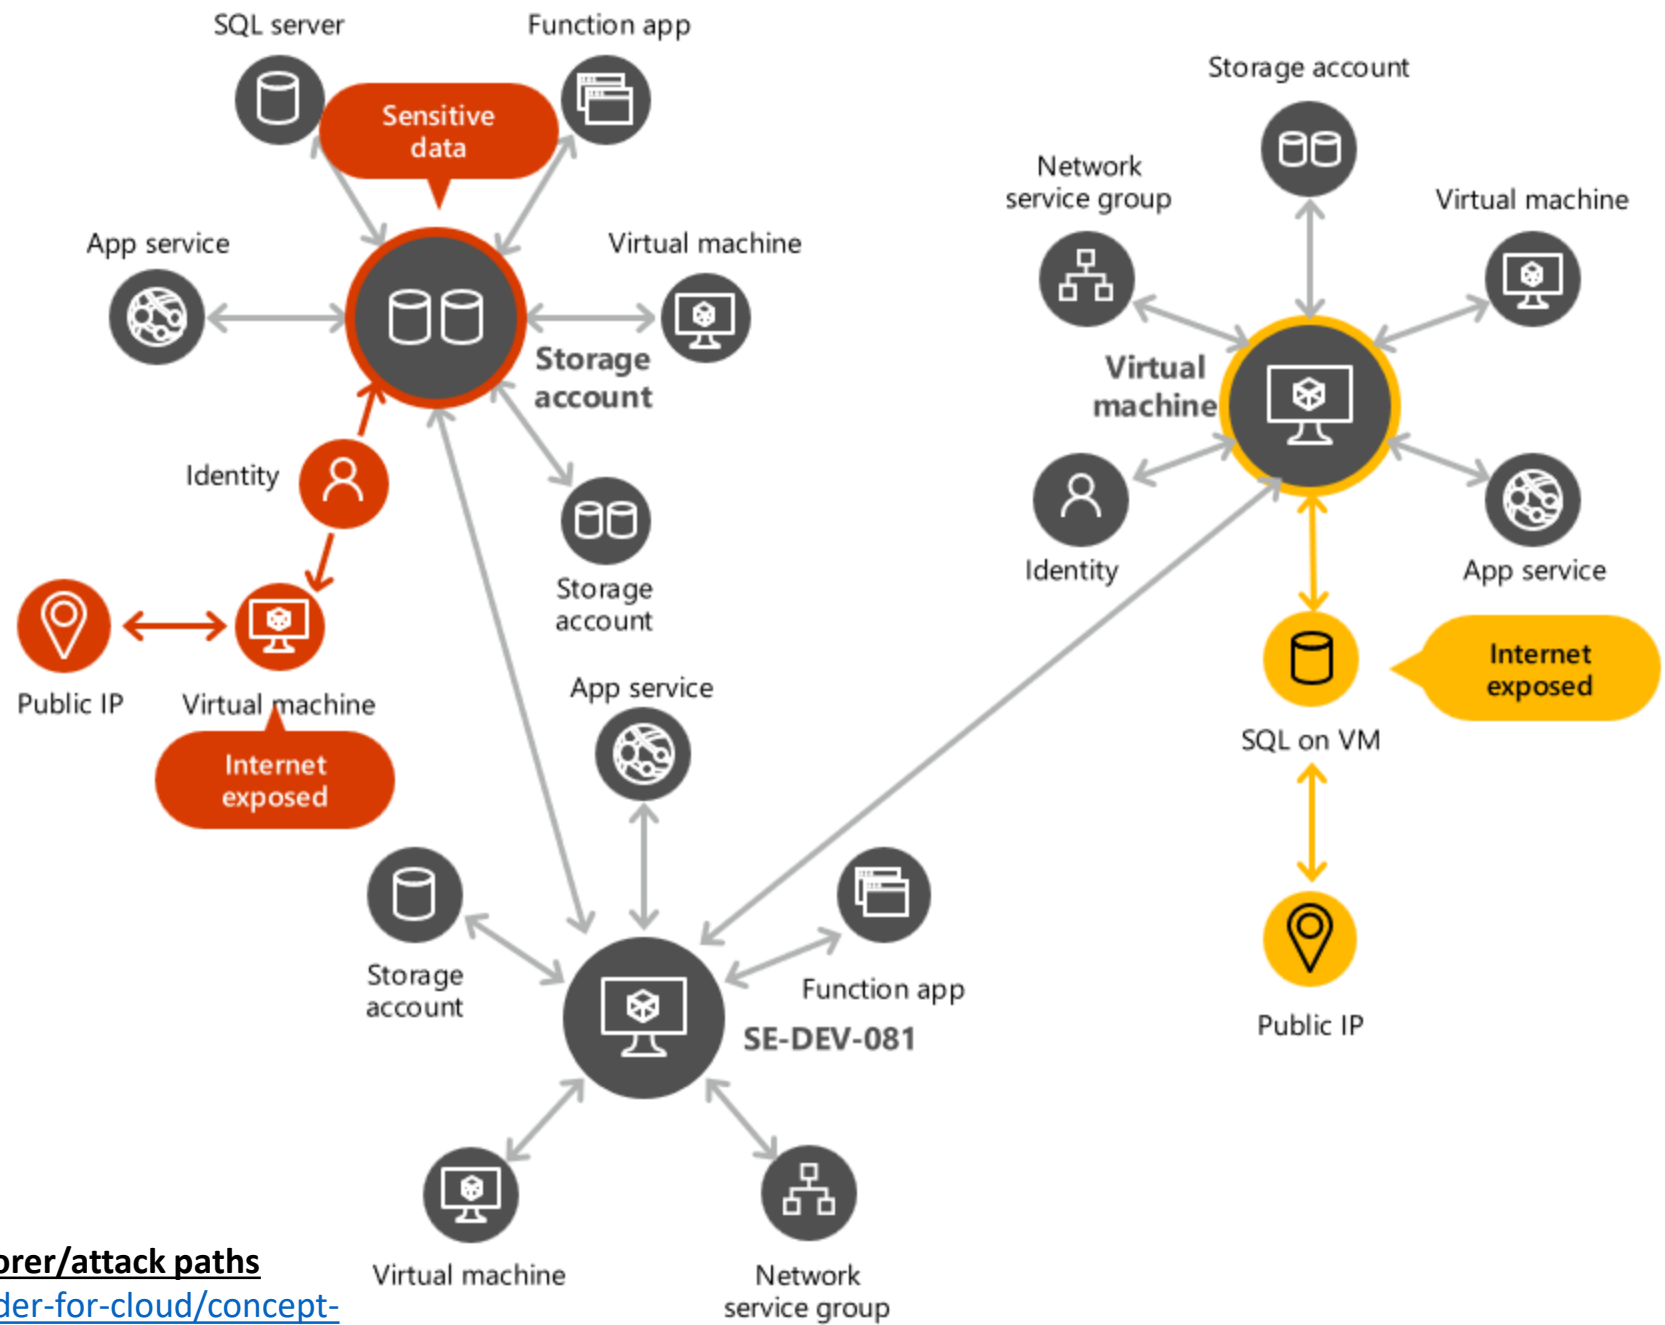 SQL server
Function app
Storage account
Sensitive
data
Network
service group
Virtual machine
App service
Virtual machine
Storage
account
Virtual
machine
Identity
Storage
account
Identity
App service
Public IP
Virtual machine
Internet
exposed
App service
Internet
exposed
SQL on VM
Storage
account
Function app
SE-DEV-081
Public IP
Virtual machine
Network
service group
orer/attack paths
der-for-cloud/concept-